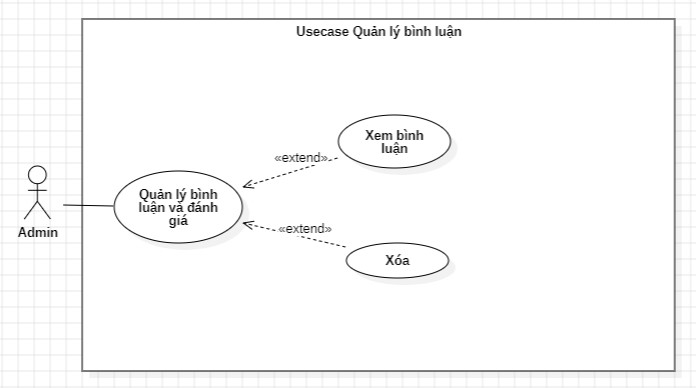 Usecase Quản lý bình luận
Xem bình
luận
«extend»
Quản lý bình
luận và đánh
giá
Admin
«extend»
Xóa